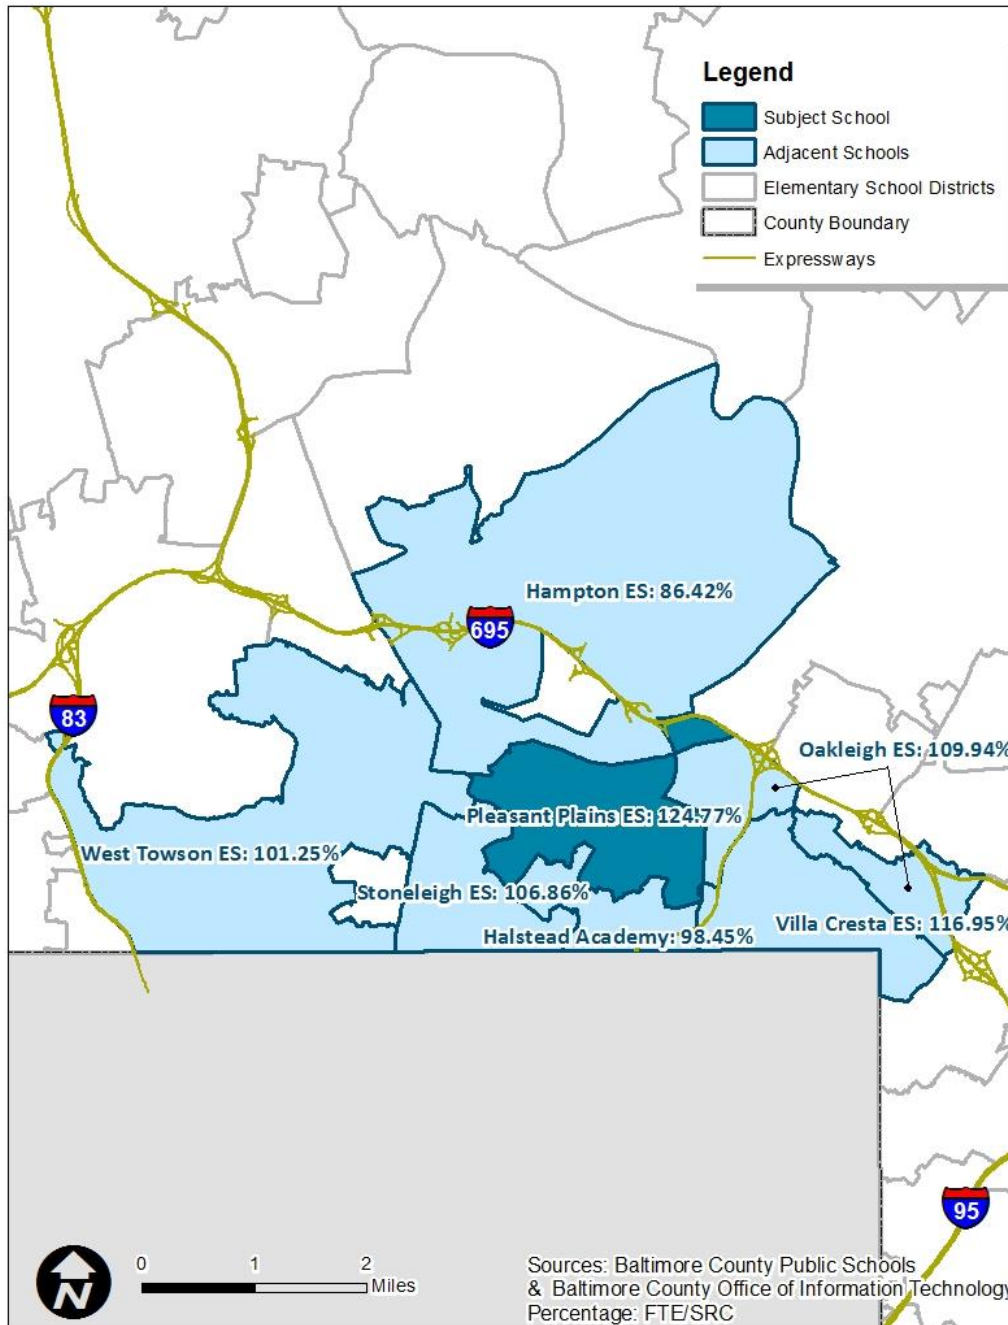 Legend
Subject School
Adjacent Schools
Elementary School Districts
County Boundary
Expressways
Hampton ES: 86.42%
695
83
Oakleigh ES: 109.94%
Pleasant Plains ES: 124.77%
West Towson ES: 101.25%
Stoneleigh ES: 106.86%
Villa Cresta ES: 116.95%
Halstead Academy: 98.45%
95
N
0 1 2
Miles
Sources: Baltimore County Public Schools
& Baltimore County Office of Information Technology
Percentage: FTE/SRC